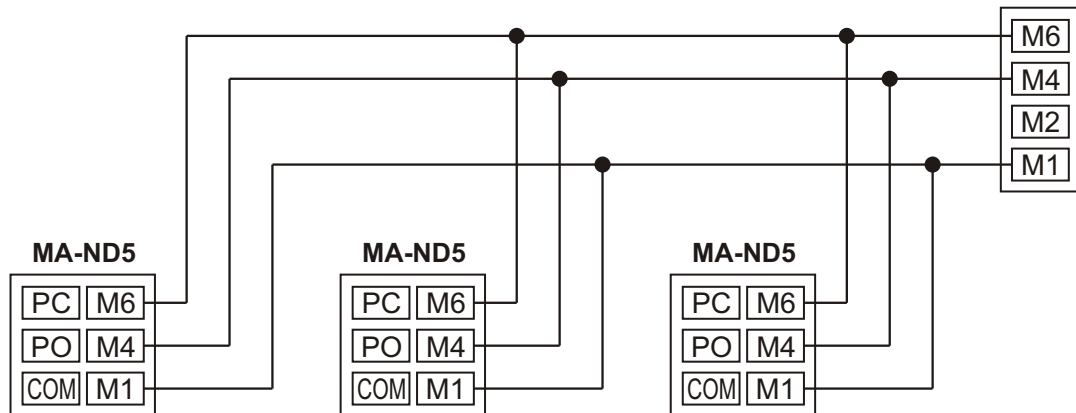 M6
M4
M2
M1
MA-ND5 MA-ND5 MA-ND5
PC M6 PC M6 PC M6
PO M4 PO M4 PO M4
COM M1 COM M1 COM M1